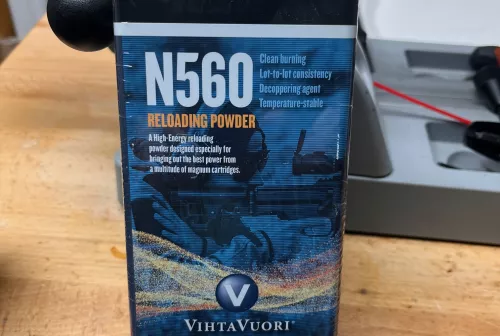 N560
Clean burning
Lot-to-lot consistency
Decoppering agent
Temperature-stable
RELOADING POWDER
A High-Energy reloading
powder designed especially for
bringing out the best power from
a multitude of magnum cartridges.
V
VIHTAVUORI